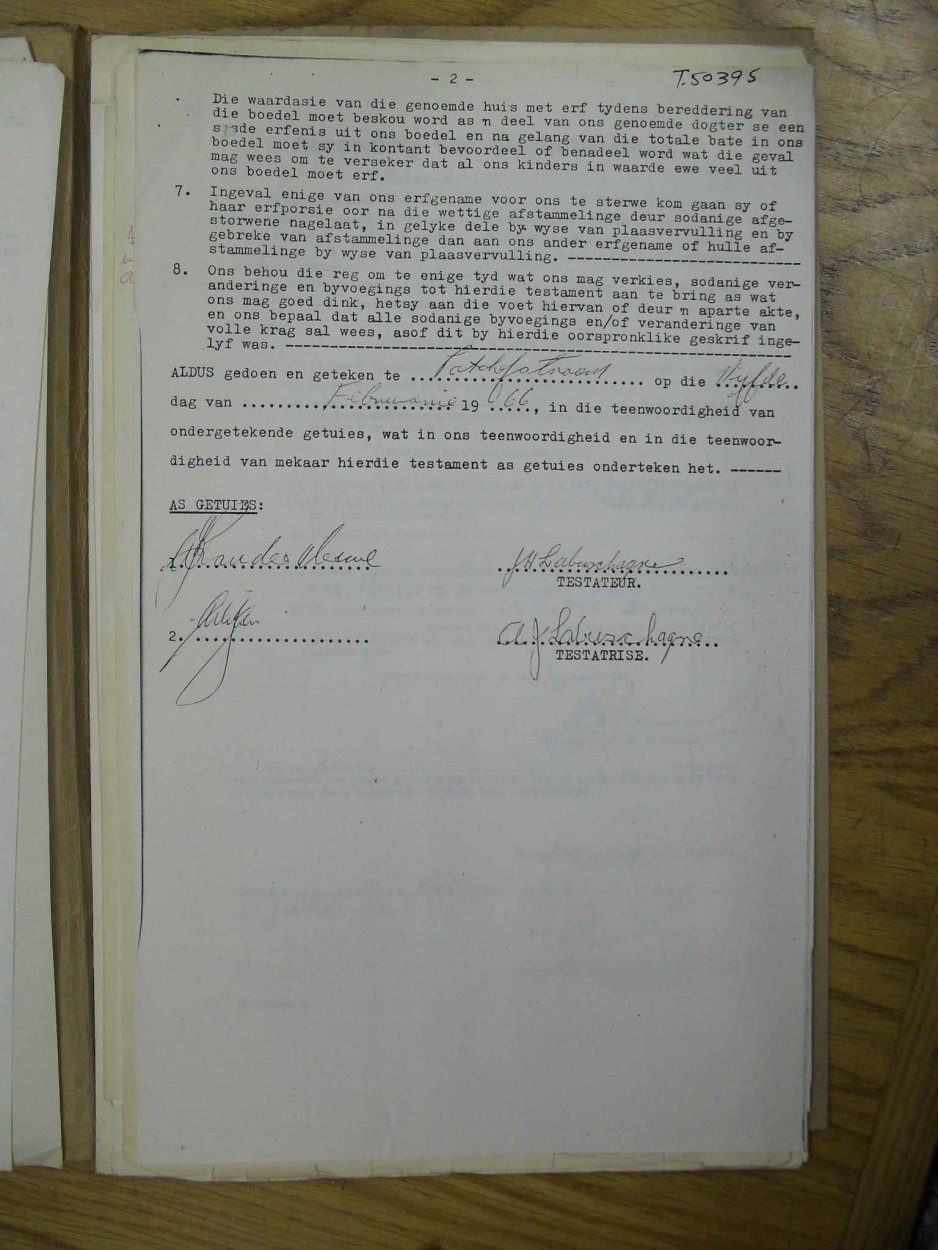 - 2 -
T.50395
Die waardasie van die genoemde huis met erf tydens bereddering van
die boedel moet beskou word as 'n deel van ons genoemde dogter se een
erfenis uit ons boedel en na gelang van die totale bate in ons
boedel moet sy in kontant bevoordeel of benadeel word wat die geval
mag wees om te verseker dat al ons kinders in waarde ewe veel uit
ons boedel moet erf.
7. Ingeval enige van ons erfgename voor ons te sterwe kom gaan sy of
haar erfporsie oor na die wettige afstammelinge deur sodanige afge-
storwene nagelaat, in gelyke dele by wyse van plaasvervulling en by
gebreke van afstammelinge dan aan ons ander erfgename of hulle af-
stammelinge by wyse van plaasvervulling. --------------------------
8. Ons behou die reg om te enige tyd wat ons mag verkies, sodanige ver-
anderinge en byvoegings tot hierdie testament aan te bring as wat
ons mag goed dink, hetsy aan die voet hiervan of deur 'n aparte akte,
en ons bepaal dat alle sodanige byvoegings en/of veranderinge van
volle krag sal wees, asof dit by hierdie oorspronklike geskrif inge-
lyf was. --------------------------------------------------------
ALDUS gedoen en geteken te Potchefstroom op die Vyfde
dag van Februarie 1966, in die teenwoordigheid van
ondergetekende getuies, wat in ons teenwoordigheid en in die teenwoor-
digheid van mekaar hierdie testament as getuies onderteken het. ------
AS GETUIES:
van der Merwe
JH Labuschagne
TESTATEUR.
2.
A J Labuschagne
TESTATRISE.